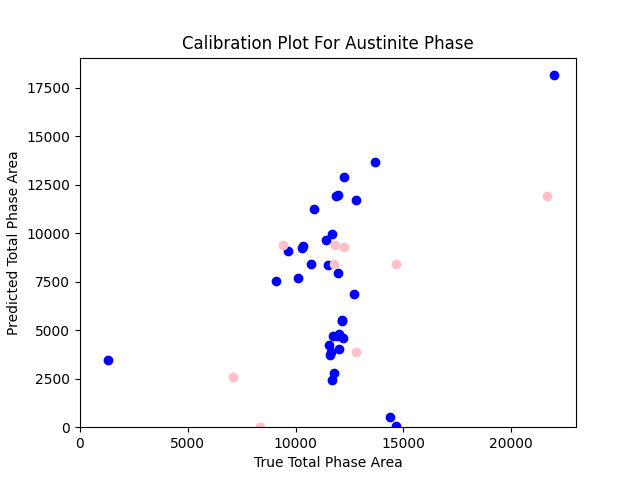 Calibration Plot For Austinite Phase
17500
15000
12500
10000
7500
5000
2500
0
Predicted Total Phase Area
0 5000 10000 15000 20000
True Total Phase Area